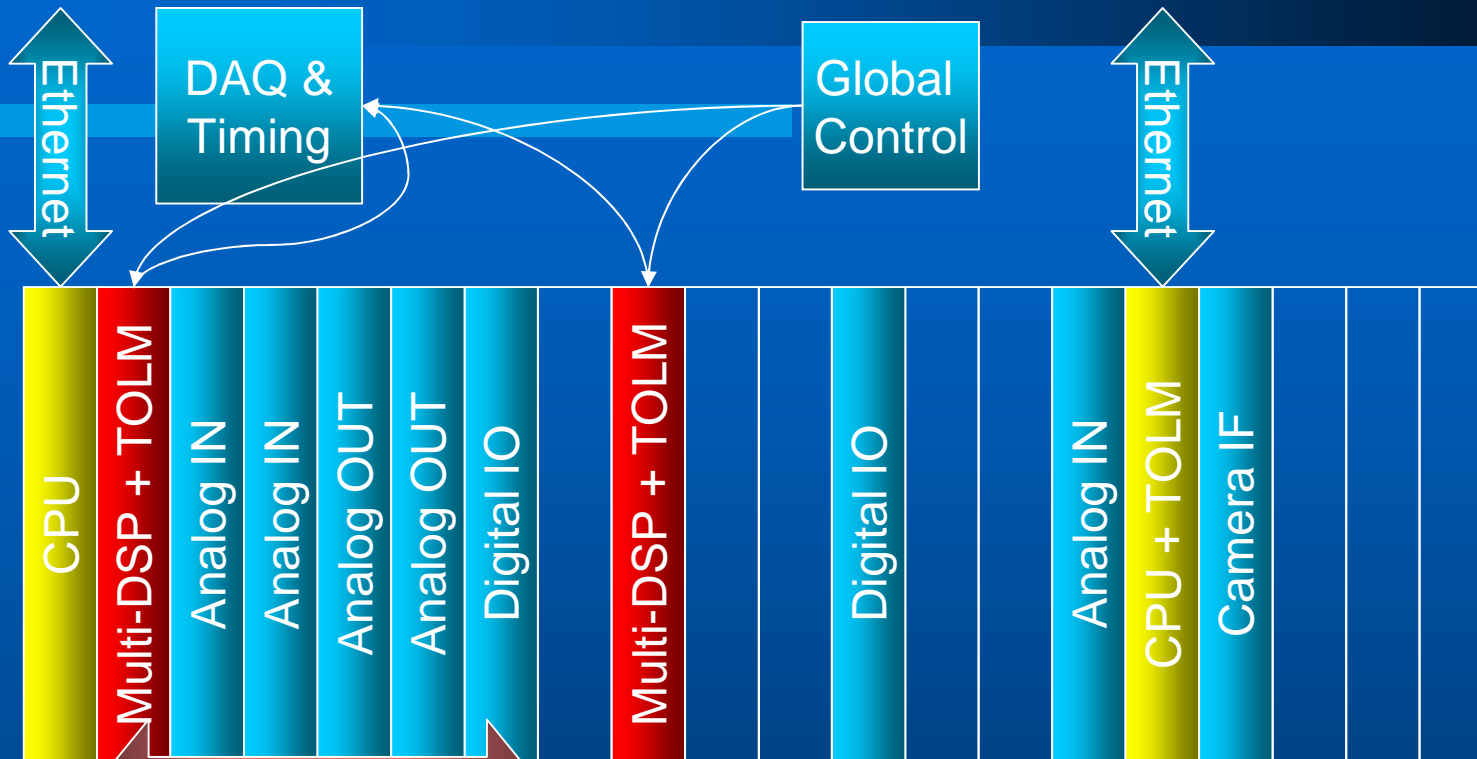 Ethernet
DAQ &
Timing
Global
Control
Ethernet
CPU
Multi-DSP + TOLM
Analog IN
Analog IN
Analog OUT
Analog OUT
Digital IO
Multi-DSP + TOLM
Digital IO
Analog IN
CPU + TOLM
Camera IF